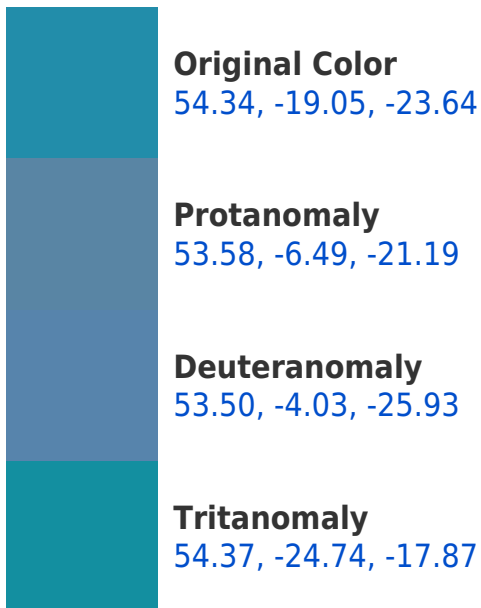 Original Color
54.34, -19.05, -23.64
Protanomaly
53.58, -6.49, -21.19
Deuteranomaly
53.50, -4.03, -25.93
Tritanomaly
54.37, -24.74, -17.87